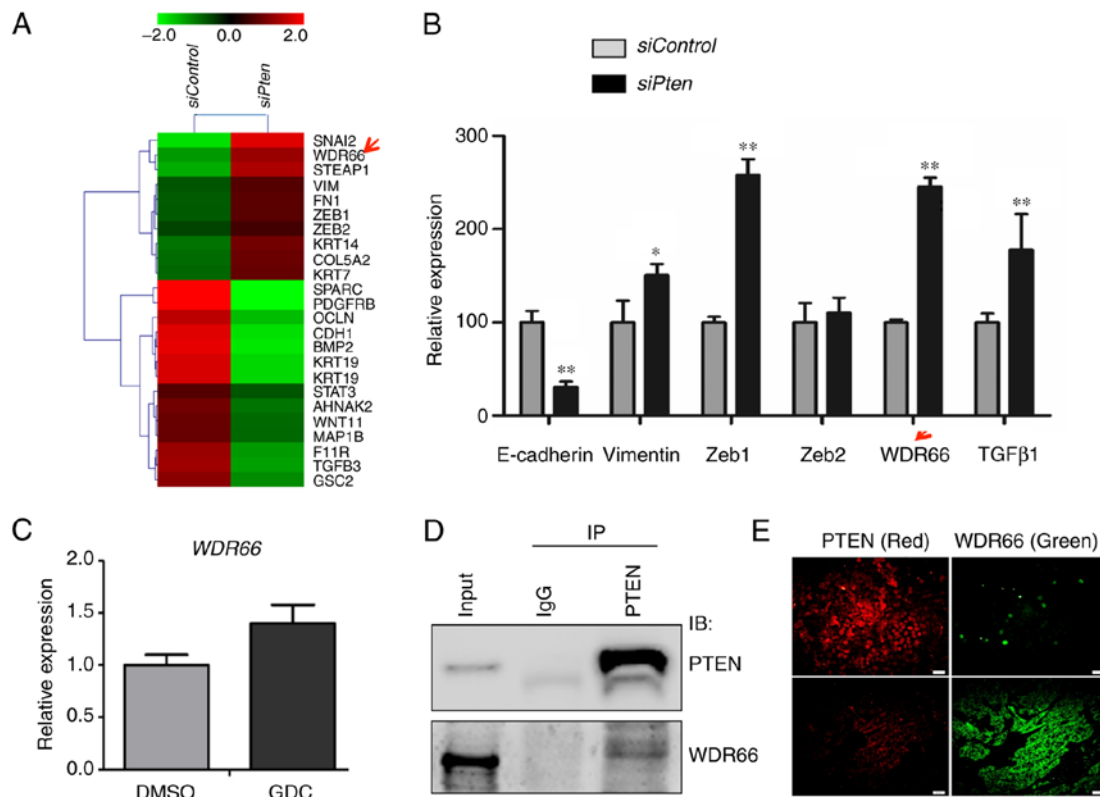 A
−2.0 0.0 2.0
siControl
siPten
SNAI2
WDR66
STEAP1
VIM
FN1
ZEB1
ZEB2
KRT14
COL5A2
KRT7
SPARC
PDGFRB
OCLN
CDH1
BMP2
KRT19
KRT19
STAT3
AHNAK2
WNT11
MAP1B
F11R
TGFB3
GSC2
B
siControl
siPten
Relative expression
300
200
100
0
**
*
**
**
**
E-cadherin Vimentin Zeb1 Zeb2 WDR66 TGFβ1
C
WDR66
Relative expression
2.0
1.5
1.0
0.5
0.0
DMSO GDC
D
IP
Input
IgG
PTEN
IB:
PTEN
WDR66
E
PTEN (Red) WDR66 (Green)